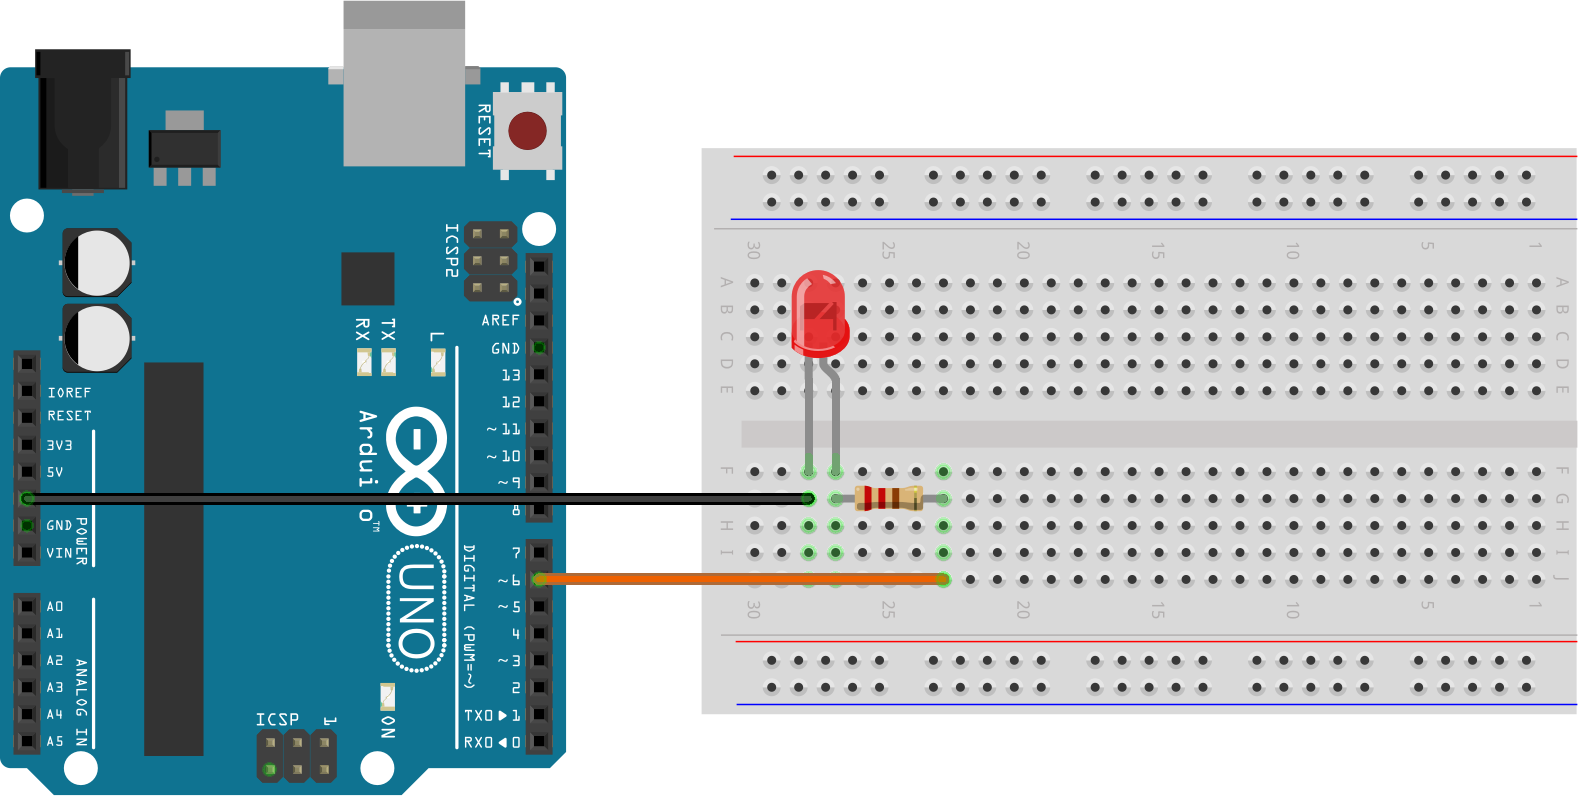 RESET
ICSP2
AREF
GND
RX
TX
L
13
12
~11
~10
~9
8
IOREF
RESET
3V3
5V
GND
VIN
POWER
Arduino™
UNO
DIGITAL (PWM=~)
7
~6
~5
4
~3
2
TX0▶1
RX0◀0
A0
A1
A2
A3
A4
A5
ANALOG IN
ICSP
1
ON
30 25 20 15 10 5 1
A A
B B
C C
D D
E E
F F
G G
H H
I I
J
30 25 20 15 10 5 1